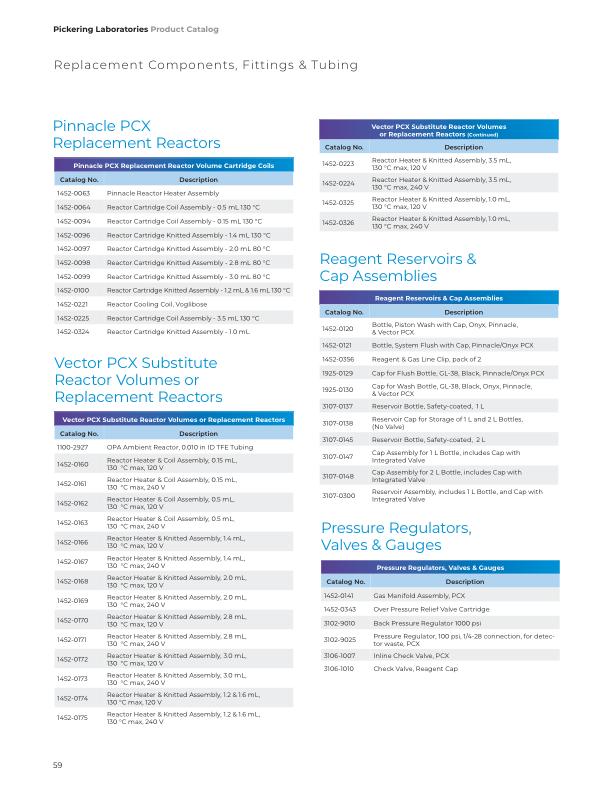 Pickering Laboratories Product Catalog
Replacement Components, Fittings & Tubing
Pinnacle PCX
Replacement Reactors
Pinnacle PCX Replacement Reactor Volume Cartridge Coils
Catalog No. Description
1452-0063 Pinnacle Reactor Heater Assembly
1452-0064 Reactor Cartridge Coil Assembly - 0.5 mL 130 °C
1452-0094 Reactor Cartridge Coil Assembly - 0.15 mL 130 °C
1452-0096 Reactor Cartridge Knitted Assembly - 1.4 mL 130 °C
1452-0097 Reactor Cartridge Knitted Assembly - 2.0 mL 80 °C
1452-0098 Reactor Cartridge Knitted Assembly - 2.8 mL 80 °C
1452-0099 Reactor Cartridge Knitted Assembly - 3.0 mL 80 °C
1452-0100 Reactor Cartridge Knitted Assembly - 1.2 mL & 1.6 mL 130 °C
1452-0221 Reactor Cooling Coil, Voglibose
1452-0225 Reactor Cartridge Coil Assembly - 3.5 mL 130 °C
1452-0324 Reactor Cartridge Knitted Assembly - 1.0 mL
Vector PCX Substitute
Reactor Volumes or
Replacement Reactors
Vector PCX Substitute Reactor Volumes or Replacement Reactors
Catalog No. Description
1100-2927 OPA Ambient Reactor, 0.010 in ID TFE Tubing
1452-0160 Reactor Heater & Coil Assembly, 0.15 mL,
130 °C max, 120 V
1452-0161 Reactor Heater & Coil Assembly, 0.15 mL,
130 °C max, 240 V
1452-0162 Reactor Heater & Coil Assembly, 0.5 mL,
130 °C max, 120 V
1452-0163 Reactor Heater & Coil Assembly, 0.5 mL,
130 °C max, 240 V
1452-0166 Reactor Heater & Knitted Assembly, 1.4 mL,
130 °C max, 120 V
1452-0167 Reactor Heater & Knitted Assembly, 1.4 mL,
130 °C max, 240 V
1452-0168 Reactor Heater & Knitted Assembly, 2.0 mL,
130 °C max, 120 V
1452-0169 Reactor Heater & Knitted Assembly, 2.0 mL,
130 °C max, 240 V
1452-0170 Reactor Heater & Knitted Assembly, 2.8 mL,
130 °C max, 120 V
1452-0171 Reactor Heater & Knitted Assembly, 2.8 mL,
130 °C max, 240 V
1452-0172 Reactor Heater & Knitted Assembly, 3.0 mL,
130 °C max, 120 V
1452-0173 Reactor Heater & Knitted Assembly, 3.0 mL,
130 °C max, 240 V
1452-0174 Reactor Heater & Knitted Assembly, 1.2 & 1.6 mL,
130 °C max, 120 V
1452-0175 Reactor Heater & Knitted Assembly, 1.2 & 1.6 mL,
130 °C max, 240 V
Vector PCX Substitute Reactor Volumes
or Replacement Reactors (Continued)
Catalog No. Description
1452-0223 Reactor Heater & Knitted Assembly, 3.5 mL,
130 °C max, 120 V
1452-0224 Reactor Heater & Knitted Assembly, 3.5 mL,
130 °C max, 240 V
1452-0325 Reactor Heater & Knitted Assembly, 1.0 mL,
130 °C max, 120 V
1452-0326 Reactor Heater & Knitted Assembly, 1.0 mL,
130 °C max, 240 V
Reagent Reservoirs &
Cap Assemblies
Reagent Reservoirs & Cap Assemblies
Catalog No. Description
1452-0120 Bottle, Piston Wash with Cap, Onyx, Pinnacle,
& Vector PCX.
1452-0121 Bottle, System Flush with Cap, Pinnacle/Onyx PCX
1452-0356 Reagent & Gas Line Clip, pack of 2
1925-0129 Cap for Flush Bottle, GL-38, Black, Pinnacle/Onyx PCX
1925-0130 Cap for Wash Bottle, GL-38, Black, Onyx, Pinnacle,
& Vector PCX
3107-0137 Reservoir Bottle, Safety-coated, 1 L
3107-0138 Reservoir Cap for Storage of 1 L and 2 L Bottles,
(No Valve)
3107-0145 Reservoir Bottle, Safety-coated, 2 L
3107-0147 Cap Assembly for 1 L Bottle, includes Cap with
Integrated Valve
3107-0148 Cap Assembly for 2 L Bottle, includes Cap with
Integrated Valve
3107-0300 Reservoir Assembly, includes 1 L Bottle, and Cap with
Integrated Valve
Pressure Regulators,
Valves & Gauges
Pressure Regulators, Valves & Gauges
Catalog No. Description
1452-0141 Gas Manifold Assembly, PCX
1452-0343 Over Pressure Relief Valve Cartridge
3102-9010 Back Pressure Regulator 1000 psi
3102-9025 Pressure Regulator, 100 psi, 1/4-28 connection, for detec-
tor waste, PCX
3106-1007 Inline Check Valve, PCX
3106-1010 Check Valve, Reagent Cap
59